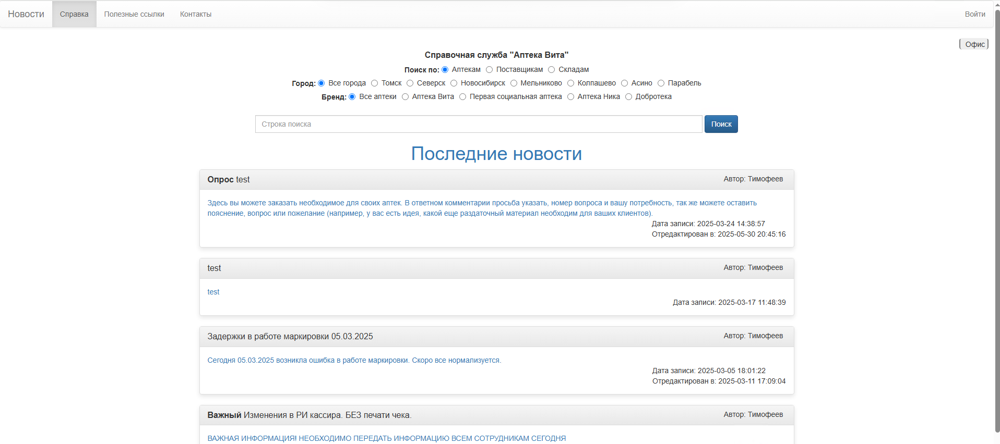 Новости Справка Полезные ссылки Контакты Войти
Офис
Справочная служба "Аптека Вита"
Поиск по: Аптекам Поставщикам Складам
Город: Все города Томск Северск Новосибирск Мельниково Колпашево Асино Парабель
Бренд: Все аптеки Аптека Вита Первая социальная аптека Аптека Ника Добротека
Строка поиска Поиск
Последние новости
Опрос test Автор: Тимофеев
Здесь вы можете заказать необходимое для своих аптек. В ответном комментарии просьба указать, номер вопроса и вашу потребность, так же можете оставить
пояснение, вопрос или пожелание (например, у вас есть идея, какой еще раздаточный материал необходим для ваших клиентов).
Дата записи: 2025-03-24 14:38:57
Отредактирован в: 2025-05-30 20:45:16
test Автор: Тимофеев
test
Дата записи: 2025-03-17 11:48:39
Задержки в работе маркировки 05.03.2025 Автор: Тимофеев
Сегодня 05.03.2025 возникла ошибка в работе маркировки. Скоро все нормализуется.
Дата записи: 2025-03-05 18:01:22
Отредактирован в: 2025-03-11 17:09:04
Важный Изменения в РИ кассира. БЕЗ печати чека. Автор: Тимофеев
ВАЖНАЯ ИНФОРМАЦИЯ! НЕОБХОДИМО ПЕРЕДАТЬ ИНФОРМАЦИЮ ВСЕМ СОТРУДНИКАМ СЕГОДНЯ